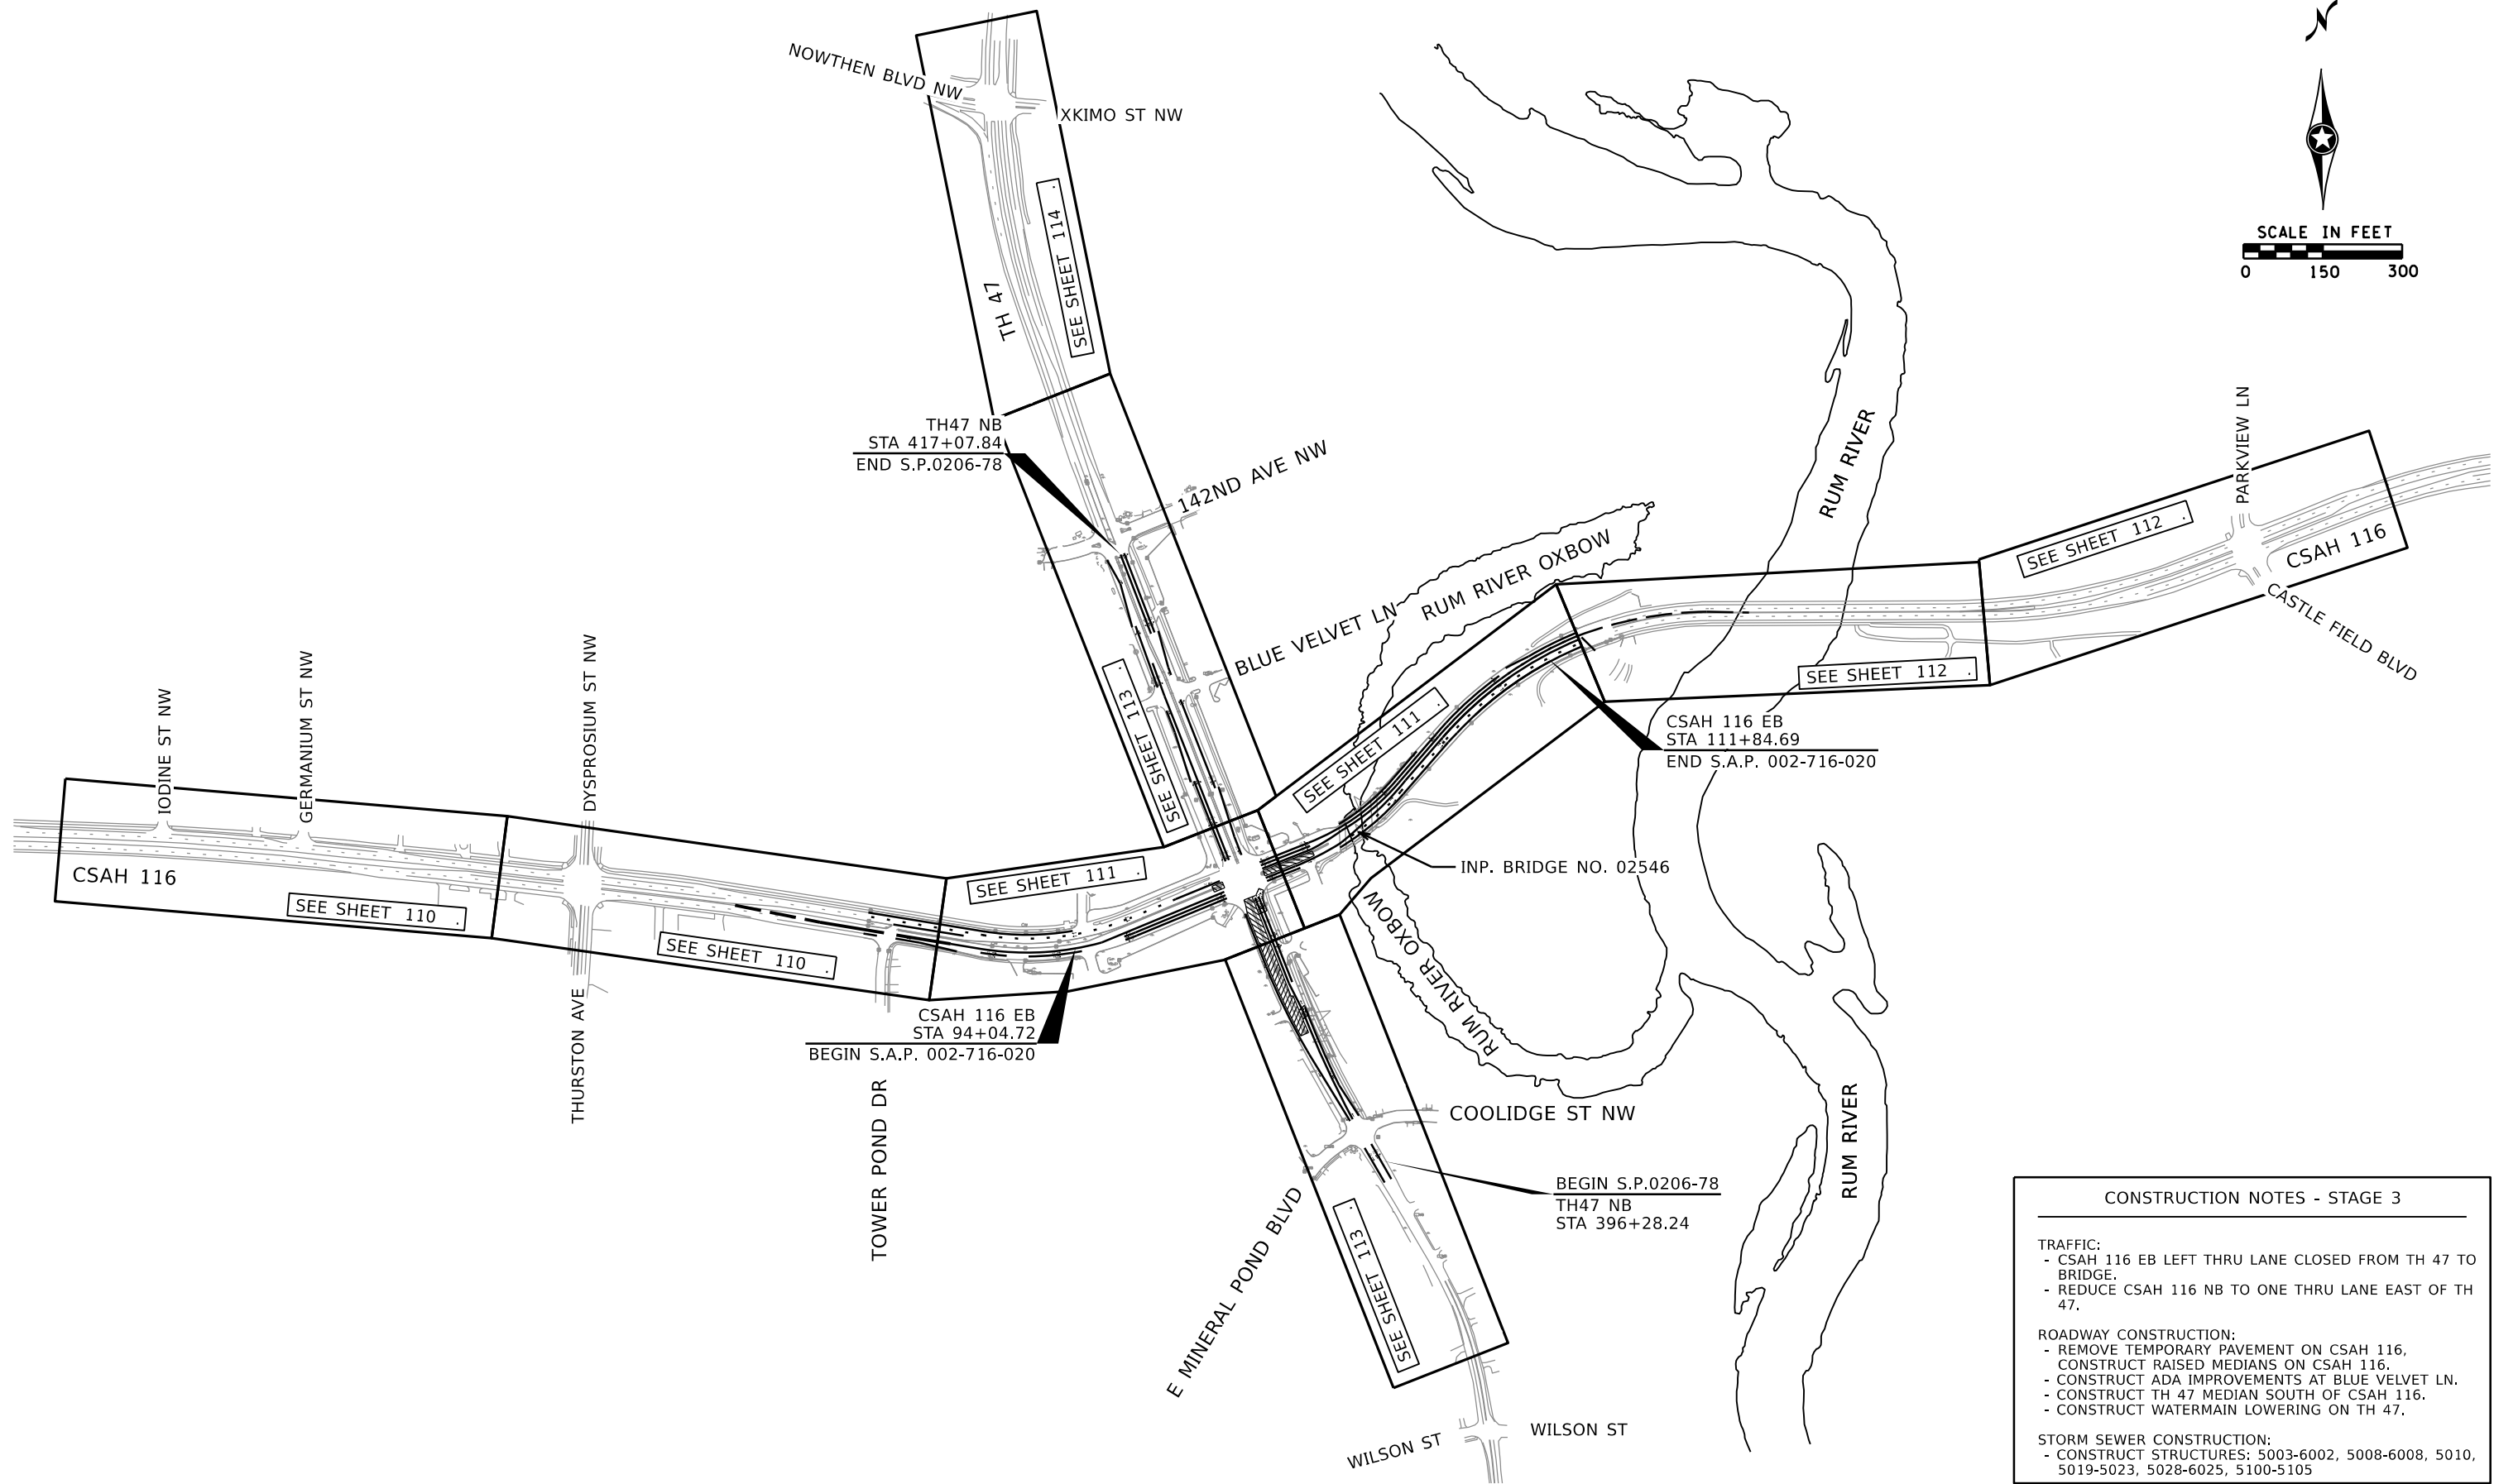 N
SCALE IN FEET
0 150 300
NOWTHEN BLVD NW
XKIMO ST NW
SEE SHEET 114 .
TH 47
TH47 NB
STA 417+07.84
END S.P.0206-78
142ND AVE NW
BLUE VELVET LN
RUM RIVER OXBOW
RUM RIVER
PARKVIEW LN
SEE SHEET 112 .
CSAH 116
CASTLE FIELD BLVD
SEE SHEET 112 .
SEE SHEET 113 .
SEE SHEET 111 .
CSAH 116 EB
STA 111+84.69
END S.A.P. 002-716-020
IODINE ST NW
GERMANIUM ST NW
DYSPROSIUM ST NW
CSAH 116
SEE SHEET 110 .
SEE SHEET 110 .
SEE SHEET 111 .
INP. BRIDGE NO. 02546
RUM RIVER OXBOW
THURSTON AVE
CSAH 116 EB
STA 94+04.72
BEGIN S.A.P. 002-716-020
TOWER POND DR
COOLIDGE ST NW
RUM RIVER
E MINERAL POND BLVD
BEGIN S.P.0206-78
TH47 NB
STA 396+28.24
SEE SHEET 113 .
WILSON ST
WILSON ST
CONSTRUCTION NOTES - STAGE 3
TRAFFIC:
- CSAH 116 EB LEFT THRU LANE CLOSED FROM TH 47 TO
BRIDGE.
- REDUCE CSAH 116 NB TO ONE THRU LANE EAST OF TH
47.
ROADWAY CONSTRUCTION:
- REMOVE TEMPORARY PAVEMENT ON CSAH 116,
CONSTRUCT RAISED MEDIANS ON CSAH 116.
- CONSTRUCT ADA IMPROVEMENTS AT BLUE VELVET LN.
- CONSTRUCT TH 47 MEDIAN SOUTH OF CSAH 116.
- CONSTRUCT WATERMAIN LOWERING ON TH 47.
STORM SEWER CONSTRUCTION:
- CONSTRUCT STRUCTURES: 5003-6002, 5008-6008, 5010,
5019-5023, 5028-6025, 5100-5105